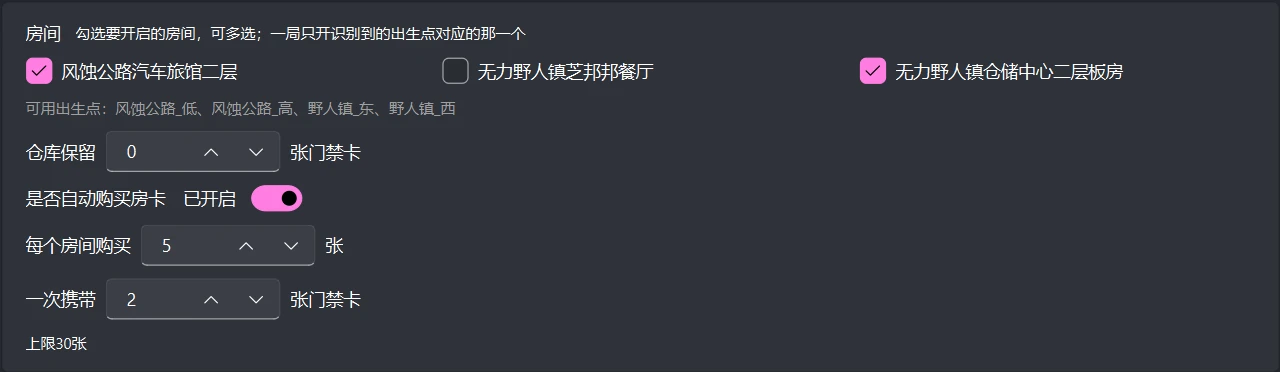 房间 勾选要开启的房间，可多选；一局只开识别到的出生点对应的那一个
风蚀公路汽车旅馆二层 无力野人镇芝邦邦餐厅 无力野人镇仓储中心二层板房
可用出生点：风蚀公路_低、风蚀公路_高、野人镇_东、野人镇_西
仓库保留 0 张门禁卡
是否自动购买房卡 已开启
每个房间购买 5 张
一次携带 2 张门禁卡
上限30张